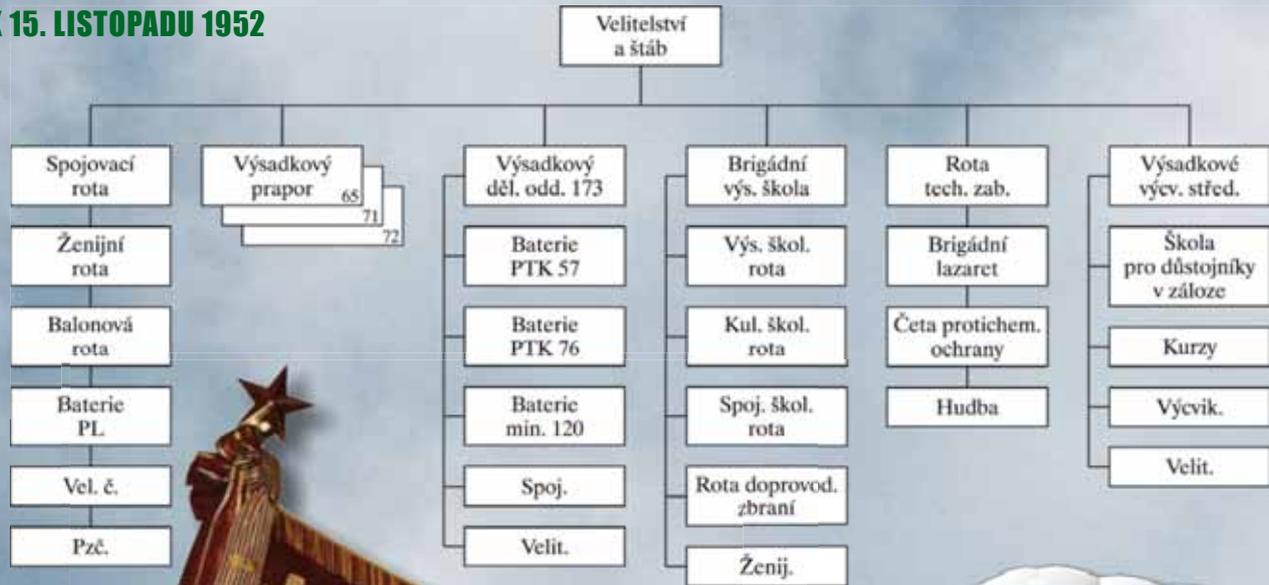 K 15. LISTOPADU 1952
Velitelství
a štáb
Spojovací
rota
Ženijní
rota
Balonová
rota
Baterie
PL
Vel. č.
Pzč.
Výsadkový
prapor
65
71
72
Výsadkový
děl. odd. 173
Baterie
PTK 57
Baterie
PTK 76
Baterie
min. 120
Spoj.
Velit.
Brigádní
výs. škola
Výs. škol.
rota
Kul. škol.
rota
Spoj. škol.
rota
Rota doprovod.
zbraní
Ženij.
Rota
tech. zab.
Brigádní
lazaret
Četa protichem.
ochrany
Hudba
Výsadkové
výcv. střed.
Škola
pro důstojníky
v záloze
Kurzy
Výcvik.
Velit.